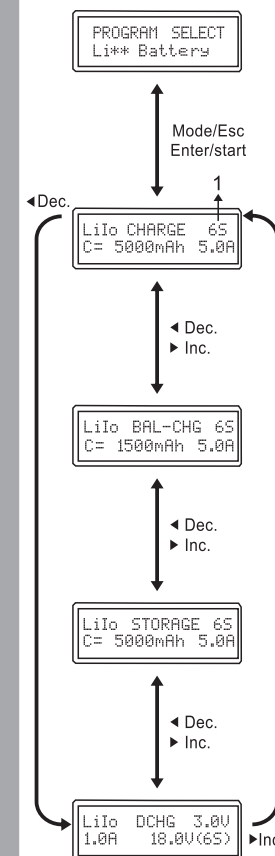 PROGRAM SELECT
Li** Battery
Mode/Esc
Enter/start
1
◄Dec.
LiIo CHARGE 6S
C= 5000mAh 5.0A
◄ Dec.
► Inc.
LiIo BAL-CHG 6S
C= 1500mAh 5.0A
◄ Dec.
► Inc.
LiIo STORAGE 6S
C= 5000mAh 5.0A
◄ Dec.
► Inc.
LiIo DCHG 3.0V
1.0A 18.0V(6S)
►Inc